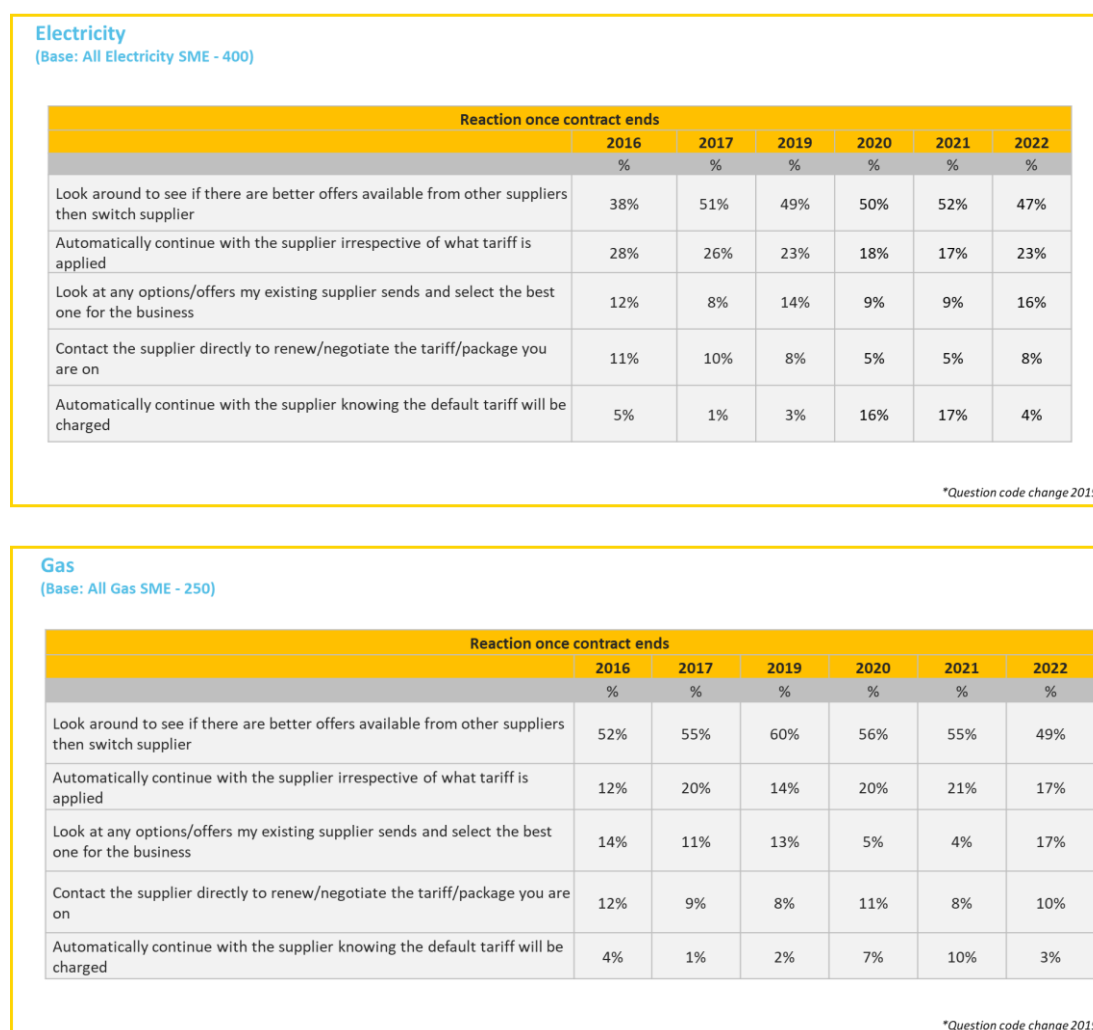 Electricity
(Base: All Electricity SME - 400)
Reaction once contract ends
2016 2017 2019 2020 2021 2022
% % % % % %
Look around to see if there are better offers available from other suppliers
then switch supplier
38% 51% 49% 50% 52% 47%
Automatically continue with the supplier irrespective of what tariff is
applied
28% 26% 23% 18% 17% 23%
Look at any options/offers my existing supplier sends and select the best
one for the business
12% 8% 14% 9% 9% 16%
Contact the supplier directly to renew/negotiate the tariff/package you
are on
11% 10% 8% 5% 5% 8%
Automatically continue with the supplier knowing the default tariff will be
charged
5% 1% 3% 16% 17% 4%
*Question code change
Gas
(Base: All Gas SME - 250)
Reaction once contract ends
2016 2017 2019 2020 2021 2022
% % % % % %
Look around to see if there are better offers available from other suppliers
then switch supplier
52% 55% 60% 56% 55% 49%
Automatically continue with the supplier irrespective of what tariff is
applied
12% 20% 14% 20% 21% 17%
Look at any options/offers my existing supplier sends and select the best
one for the business
14% 11% 13% 5% 4% 17%
Contact the supplier directly to renew/negotiate the tariff/package you are
on
12% 9% 8% 11% 8% 10%
Automatically continue with the supplier knowing the default tariff will be
charged
4% 1% 2% 7% 10% 3%
*Question code change